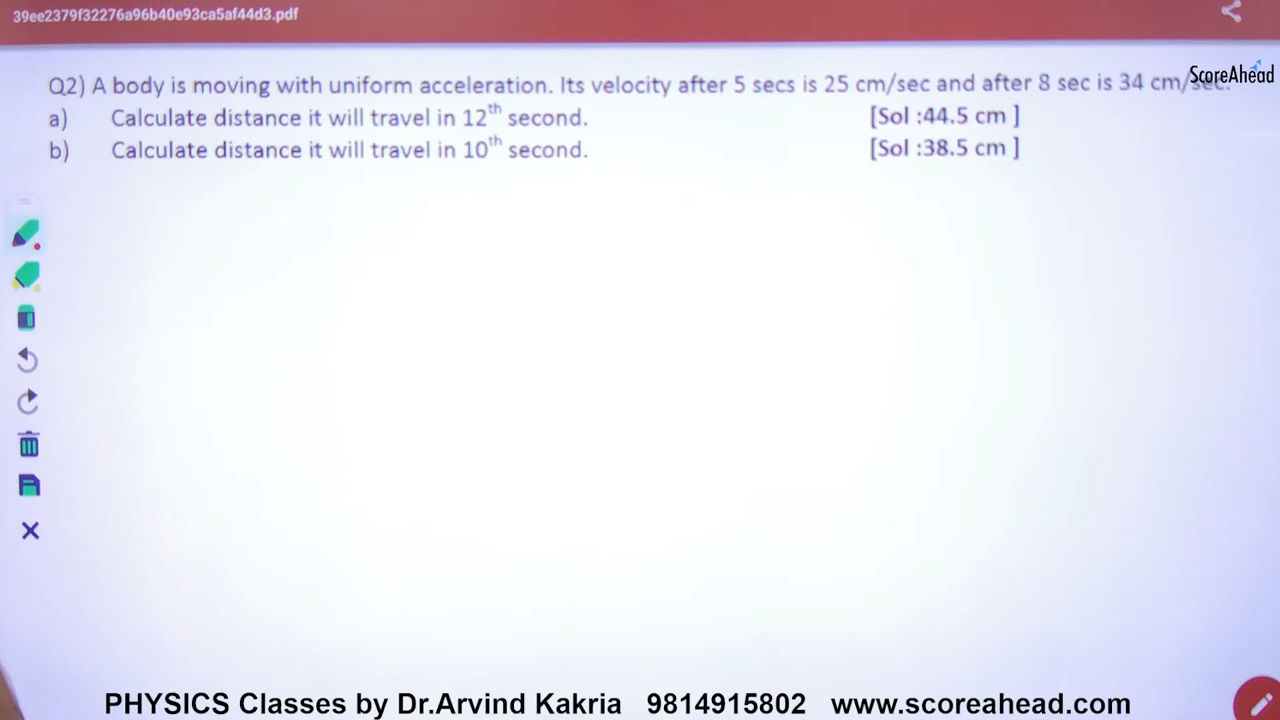 39ee2379f32276a96b40e93ca5af44d3.pdf
ScoreAhead
Q2) A body is moving with uniform acceleration. Its velocity after 5 secs is 25 cm/sec and after 8 sec is 34 cm/sec.
a) Calculate distance it will travel in 12th second. [Sol :44.5 cm ]
b) Calculate distance it will travel in 10th second. [Sol :38.5 cm ]
PHYSICS Classes by Dr.Arvind Kakria 9814915802 www.scoreahead.com